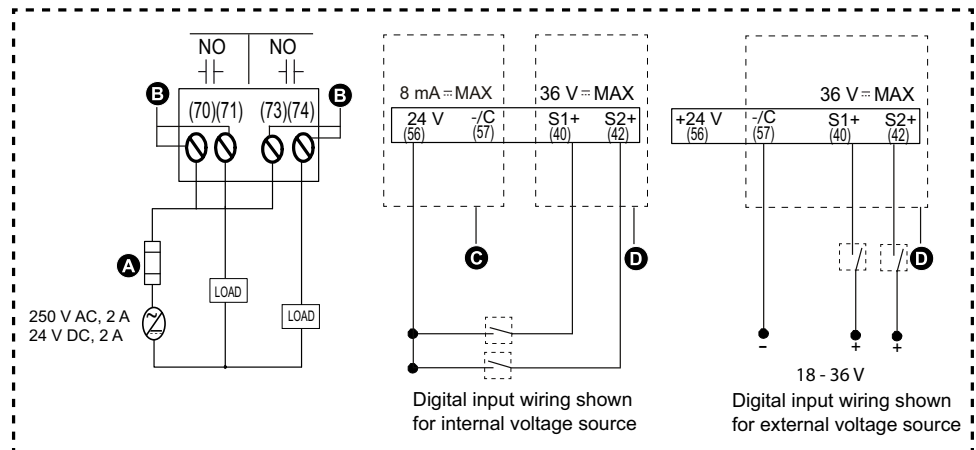 NO NO
B (70)(71) (73)(74) B
A
LOAD
LOAD
250 V AC, 2 A
24 V DC, 2 A
8 mA⎓MAX 36 V⎓MAX
24 V -/C S1+ S2+
(56) (57) (40) (42)
C D
Digital input wiring shown
for internal voltage source
36 V⎓MAX
+24 V -/C S1+ S2+
(56) (57) (40) (42)
D
– + +
18 - 36 V
Digital input wiring shown
for external voltage source